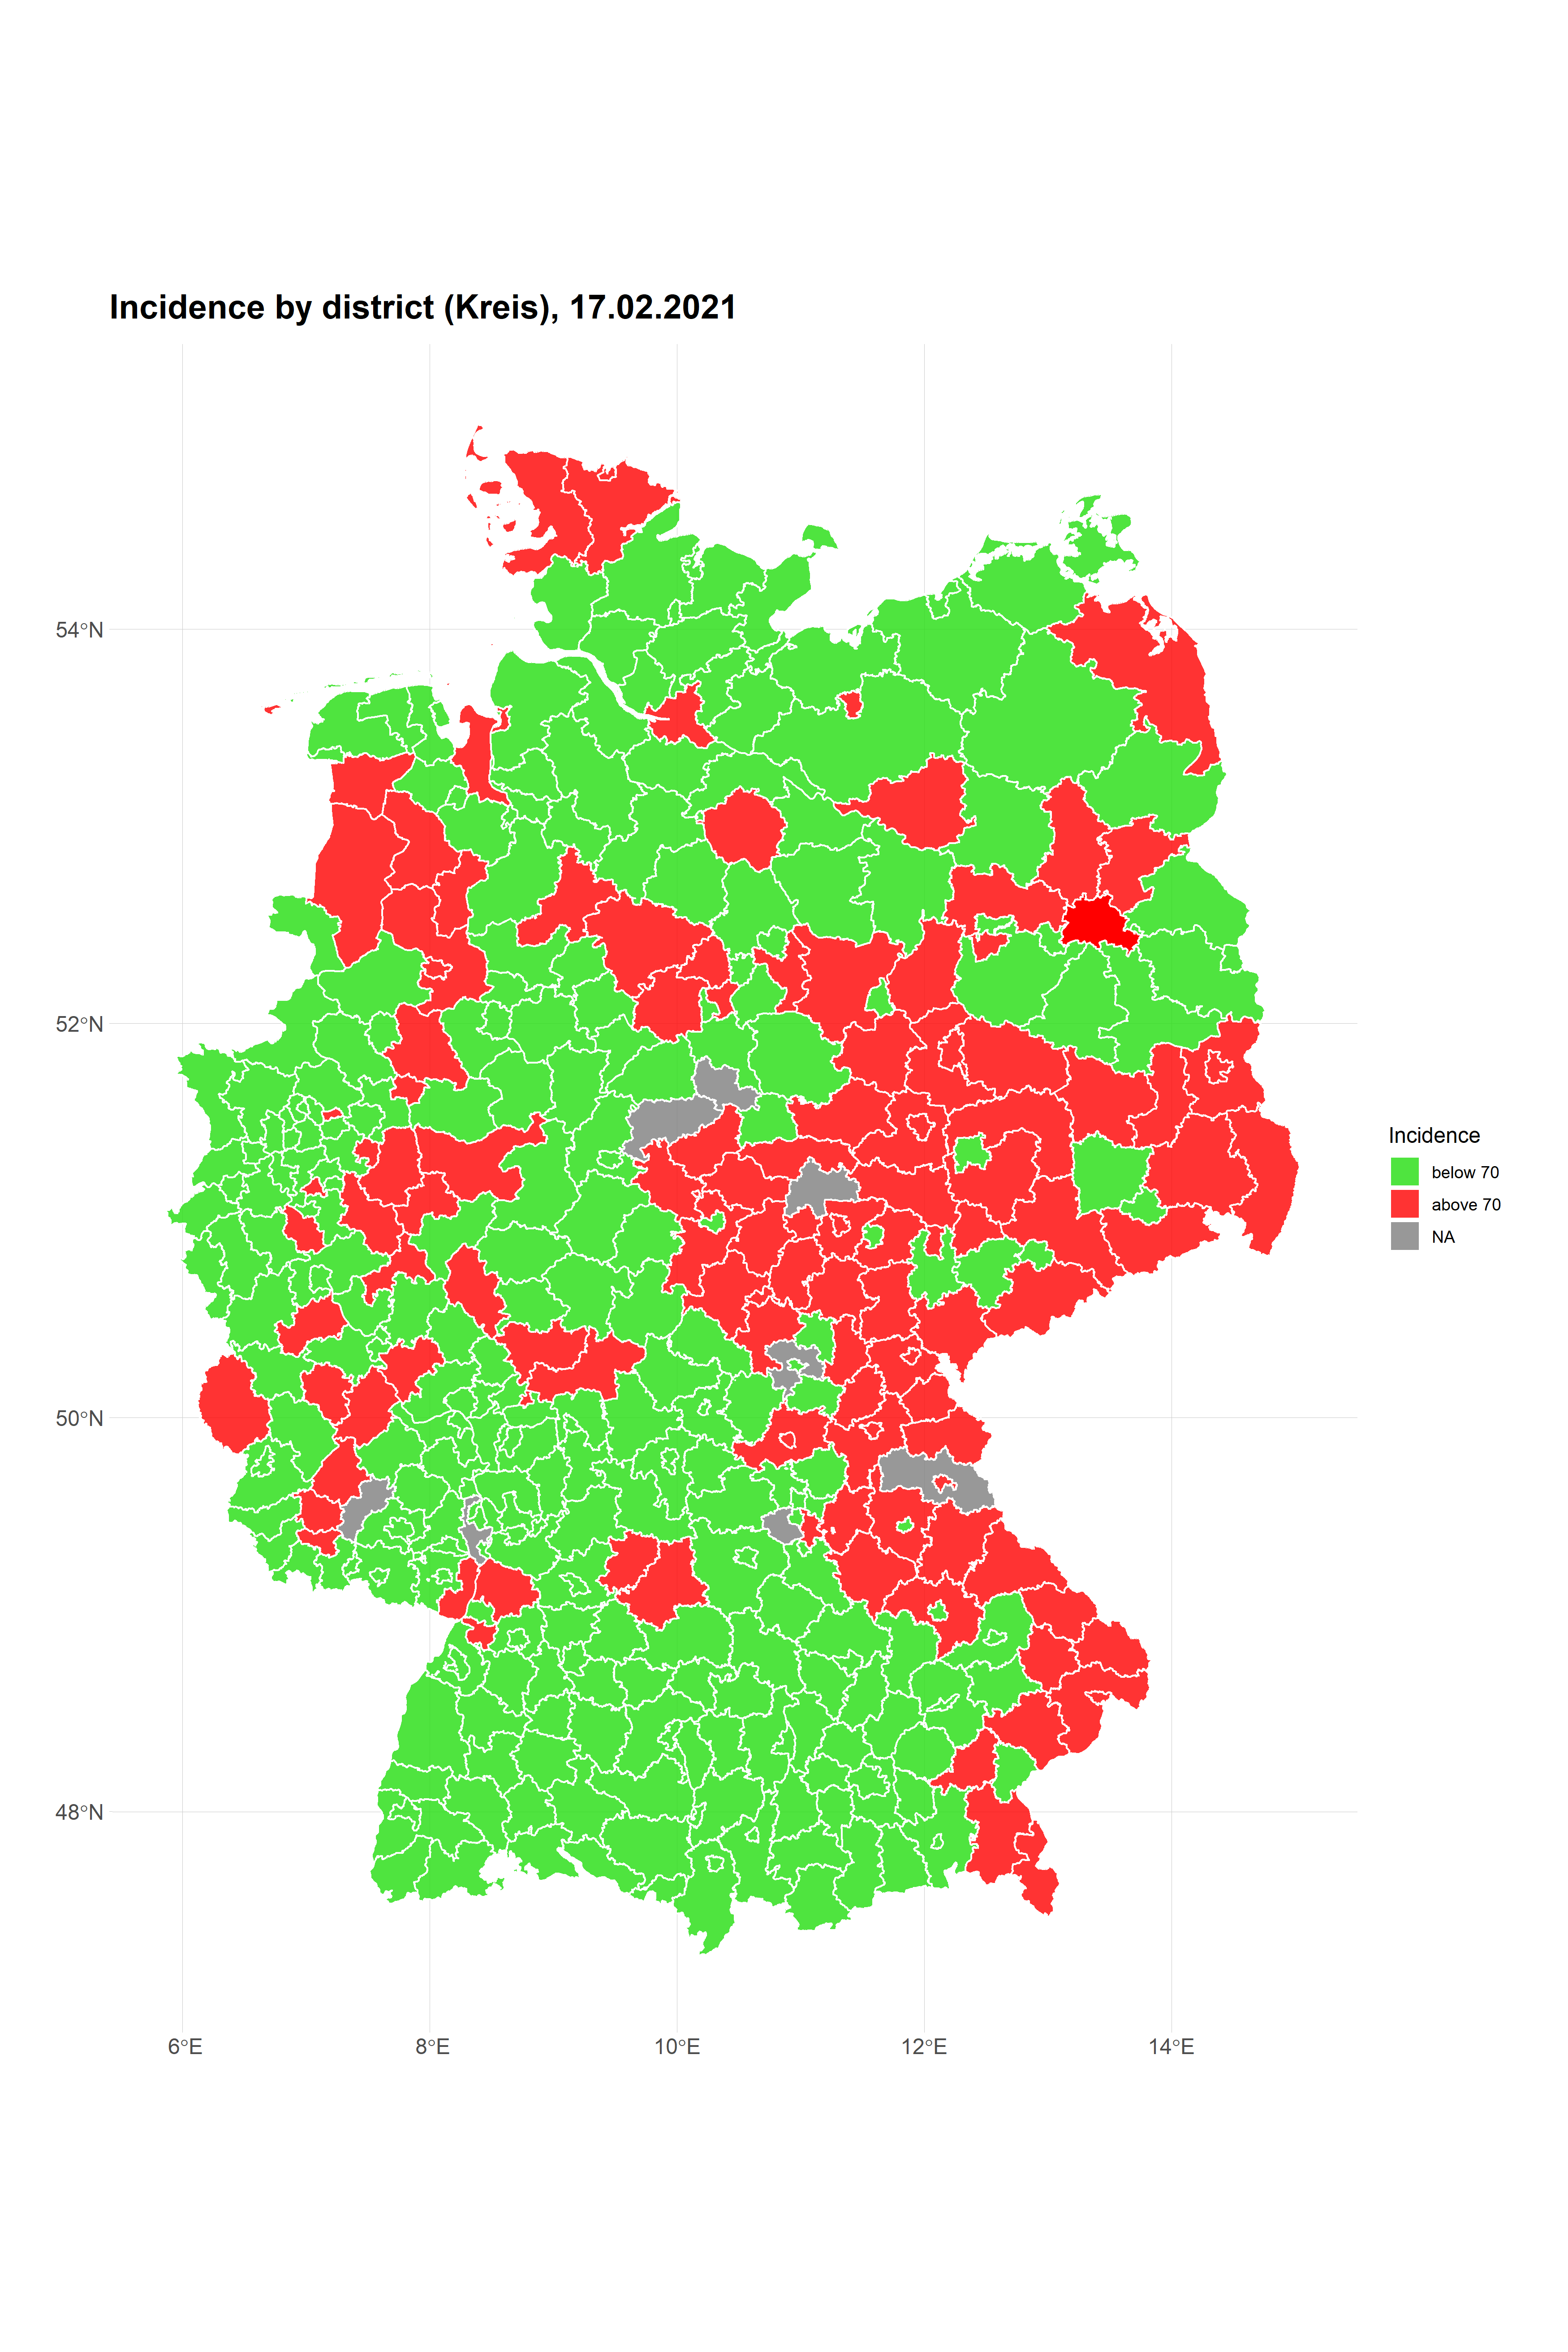 Incidence by district (Kreis), 17.02.2021
54°N
52°N
50°N
48°N
6°E
8°E
10°E
12°E
14°E
Incidence
below 70
above 70
NA